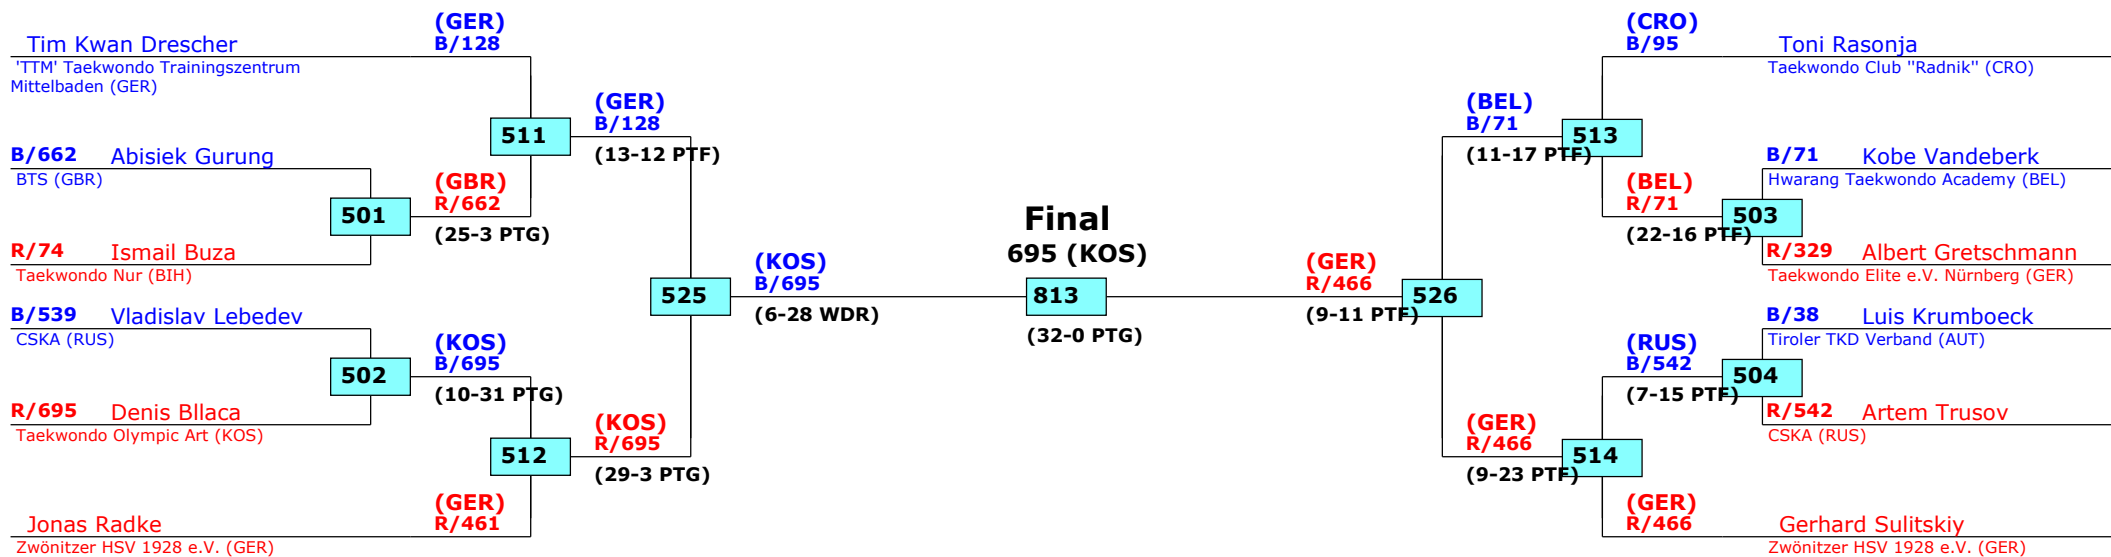 (GER)
B/128
Tim Kwan Drescher
'TTM' Taekwondo Trainingszentrum
Mittelbaden (GER)
B/662 Abisiek Gurung
BTS (GBR)
501
R/74 Ismail Buza
Taekwondo Nur (BIH)
(GBR)
R/662
(25-3 PTG)
511
(GER)
B/128
(13-12 PTF)
B/539 Vladislav Lebedev
CSKA (RUS)
502
R/695 Denis Bllaca
Taekwondo Olympic Art (KOS)
(KOS)
B/695
(10-31 PTG)
512
(KOS)
R/695
(29-3 PTG)
(GER)
R/461
Jonas Radke
Zwönitzer HSV 1928 e.V. (GER)
525
(KOS)
B/695
(6-28 WDR)
Final
695 (KOS)
813
(32-0 PTG)
(GER)
R/466
(9-11 PTF)
526
(BEL)
B/71
(11-17 PTF)
513
(CRO)
B/95
Toni Rasonja
Taekwondo Club "Radnik" (CRO)
B/71 Kobe Vandeberk
Hwarang Taekwondo Academy (BEL)
(BEL)
R/71
(22-16 PTF)
503
R/329 Albert Gretschmann
Taekwondo Elite e.V. Nürnberg (GER)
B/38 Luis Krumboeck
Tiroler TKD Verband (AUT)
(RUS)
B/542
(7-15 PTF)
504
R/542 Artem Trusov
CSKA (RUS)
(GER)
R/466
(9-23 PTF)
514
(GER)
R/466
Gerhard Sulitskiy
Zwönitzer HSV 1928 e.V. (GER)